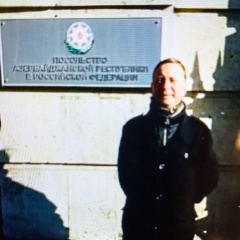 ПОСОЛЬСТВО
АЗЕРБАЙДЖАНСКОЙ РЕСПУБЛИКИ
В РОССИЙСКОЙ ФЕДЕРАЦИИ